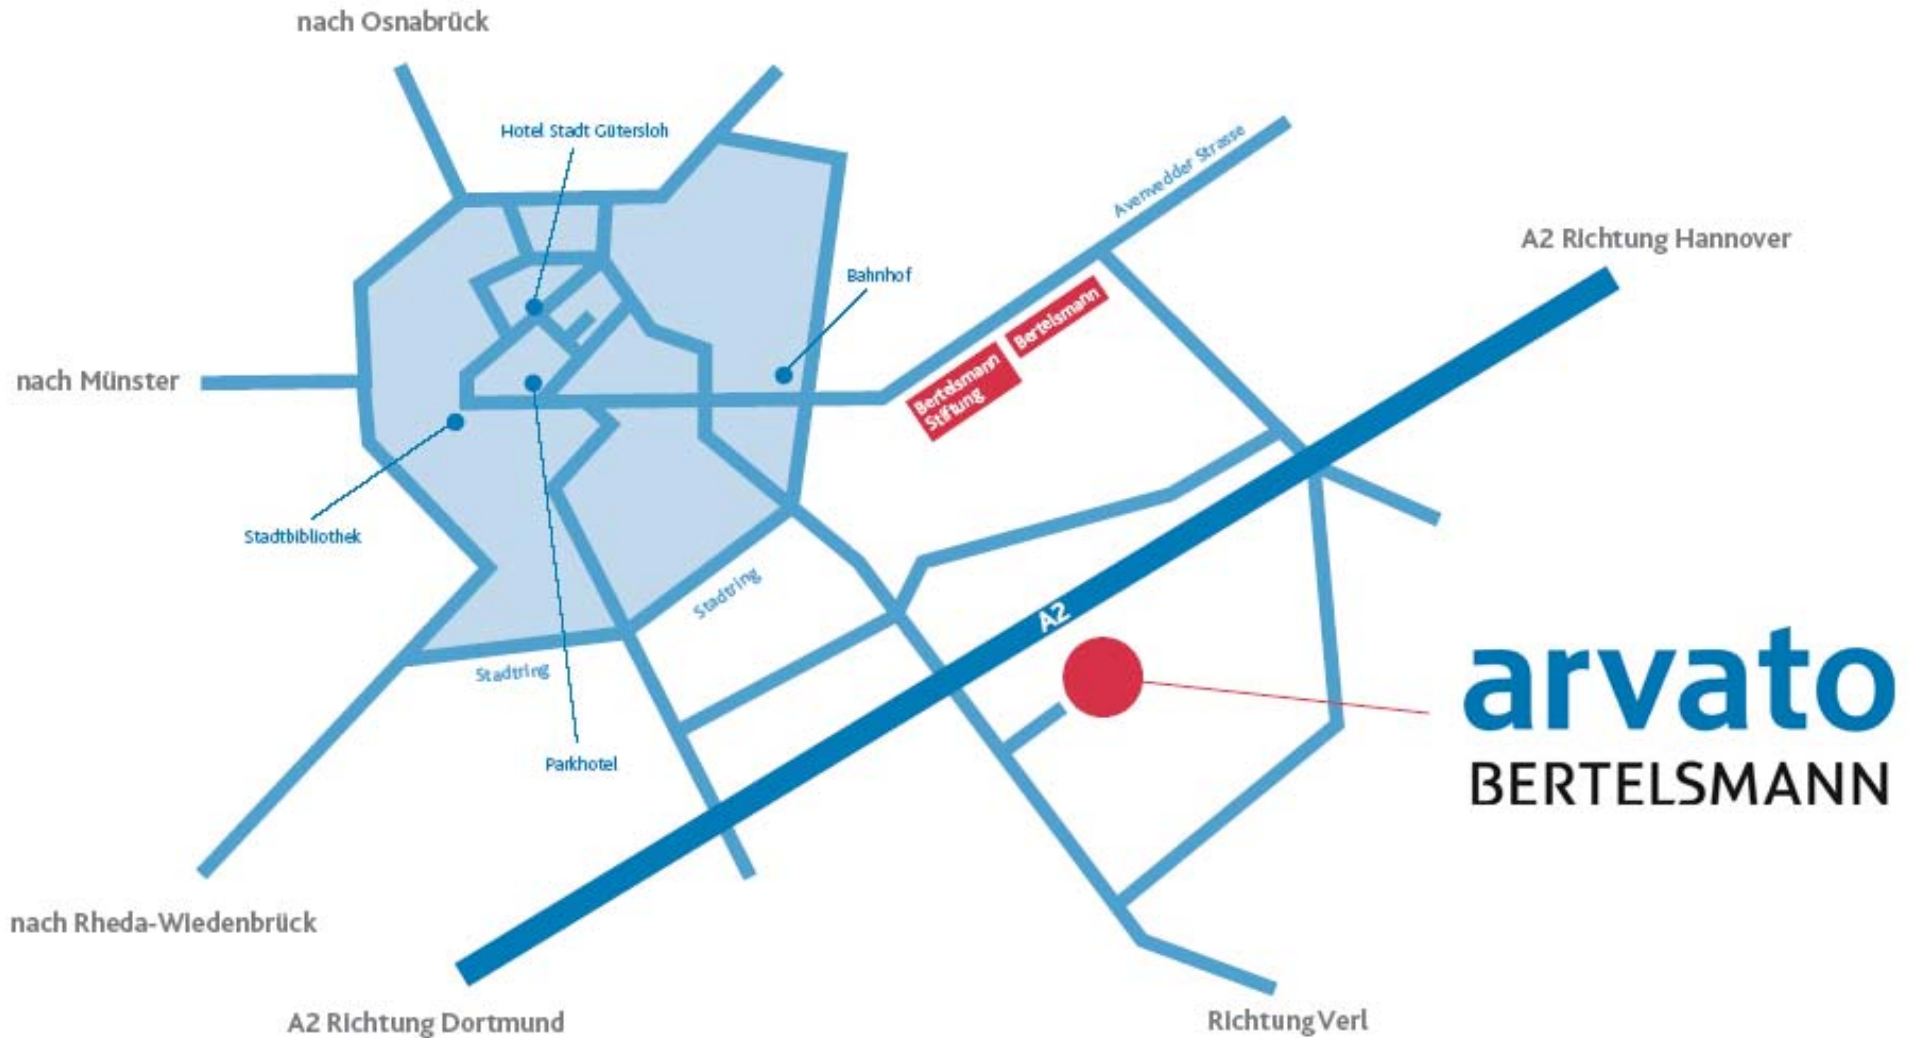 nach Osnabrück
Hotel Stadt Gütersloh
Avenwedder Strasse
A2 Richtung Hannover
Bahnhof
Bertelsmann
Bertelsmann
Stiftung
nach Münster
Stadtbibliothek
Stadtring
A2
Stadtring
arvato
BERTELSMANN
Parkhotel
nach Rheda-Wiedenbrück
A2 Richtung Dortmund
Richtung Verl